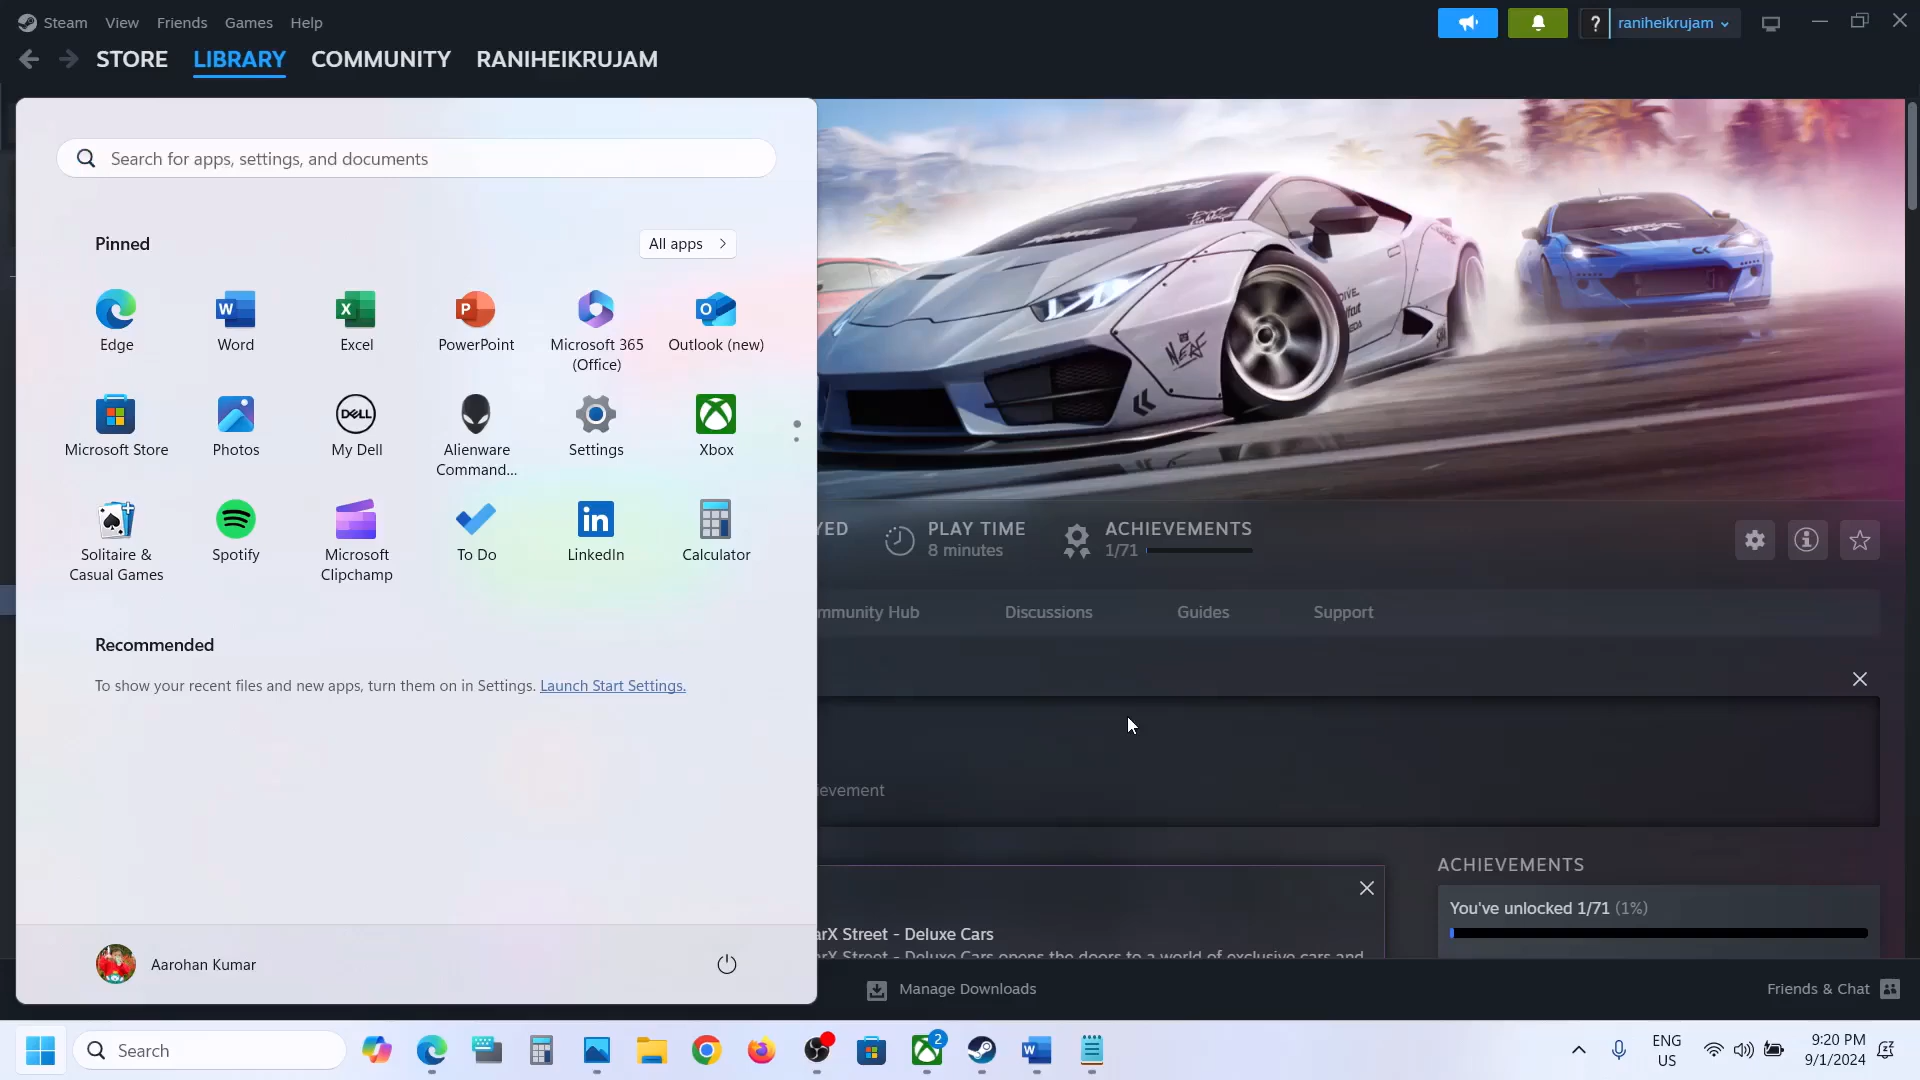 Steam View Friends Games Help
? raniheikrujam
STORE LIBRARY COMMUNITY RANIHEIKRUJAM
Search for apps, settings, and documents
Pinned
All apps
Edge Word Excel PowerPoint Microsoft 365 (Office) Outlook (new)
Microsoft Store Photos My Dell Alienware Command... Settings Xbox
DELL
Solitaire & Casual Games Spotify Microsoft Clipchamp To Do LinkedIn Calculator
Recommended
To show your recent files and new apps, turn them on in Settings. Launch Start Settings.
Aarohan Kumar
YED PLAY TIME ACHIEVEMENTS
8 minutes 1/71
mmunity Hub Discussions Guides Support
ievement
arX Street - Deluxe Cars
arX Street - Deluxe Cars opens the doors to a world of exclusive cars and
ACHIEVEMENTS
You've unlocked 1/71 (1%)
Manage Downloads
Friends & Chat
Search
2
ENG
US
9:20 PM
9/1/2024